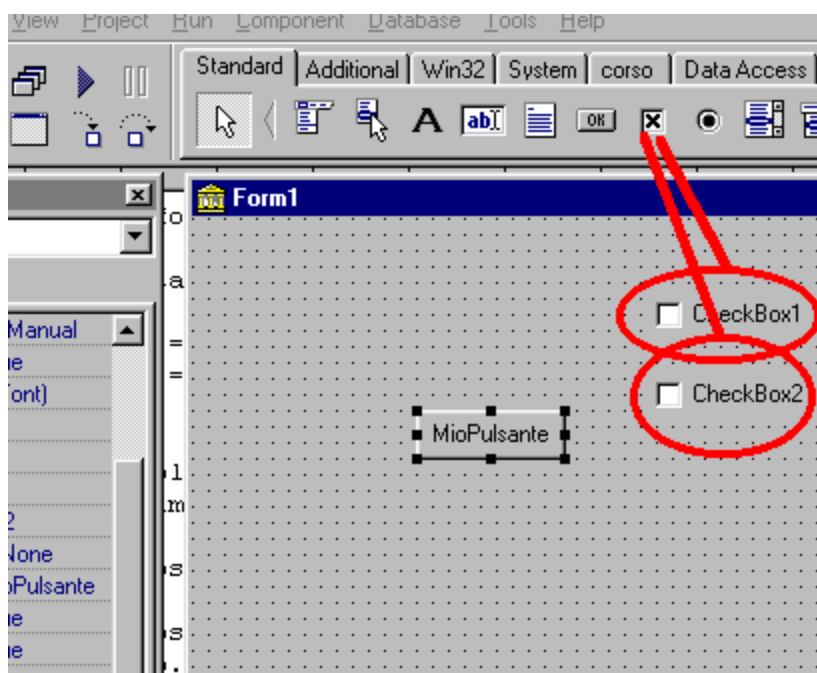 View Project Run Component Database Tools Help
Standard Additional Win32 System corso Data Access
A ab OK
Form1
Manual
CheckBox1
CheckBox2
MioPulsante
2
None